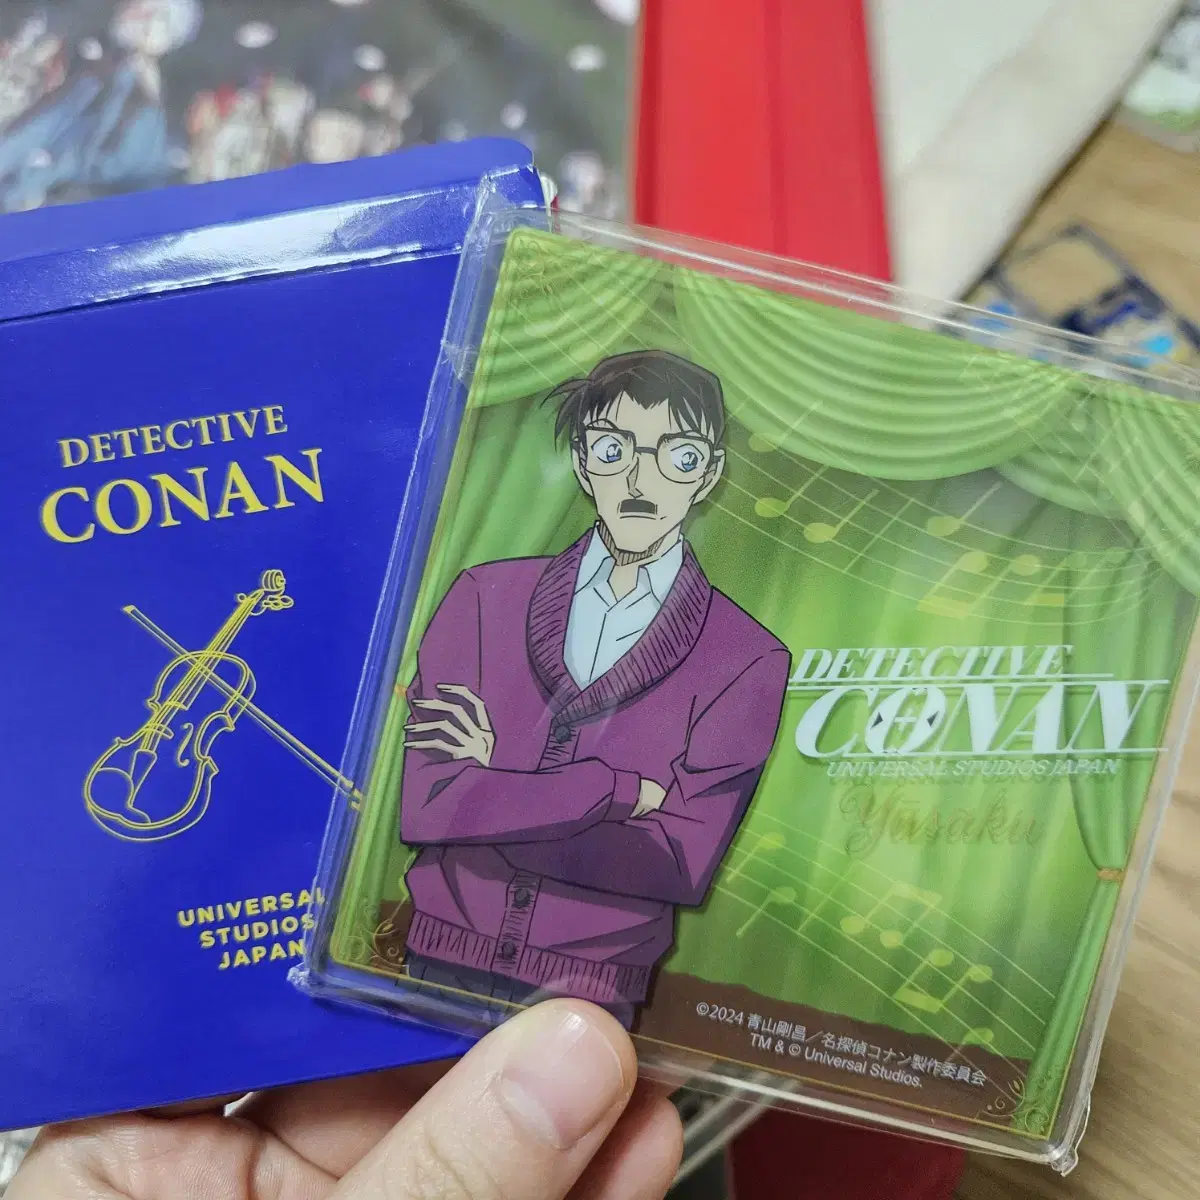 DETECTIVE
CONAN
UNIVERSAL
STUDIOS
JAPAN
DETECTIVE
CONAN
UNIVERSAL STUDIOS JAPAN
Yusaku
©2024 青山剛昌／名探偵コナン製作委員会
TM & © Universal Studios.